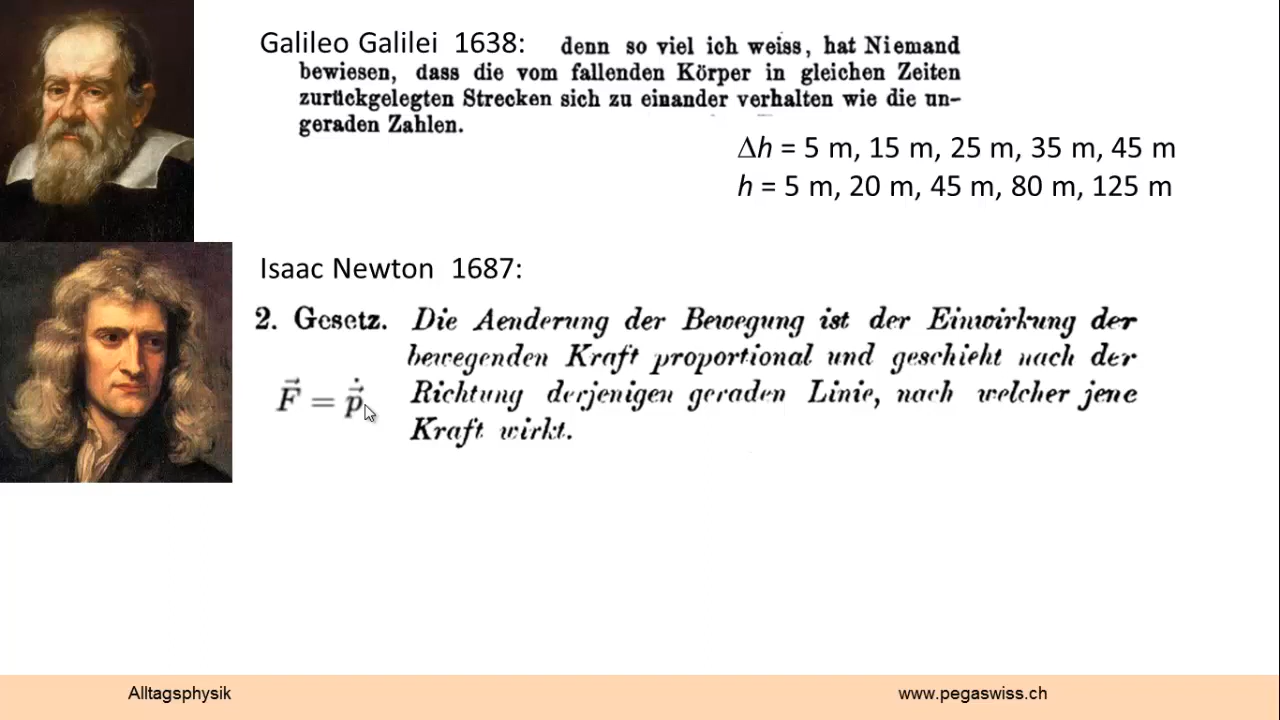 Galileo Galilei 1638: denn so viel ich weiss, hat Niemand
bewiesen, dass die vom fallenden Körper in gleichen Zeiten
zurückgelegten Strecken sich zu einander verhalten wie die un-
geraden Zahlen.
Δh = 5 m, 15 m, 25 m, 35 m, 45 m
h = 5 m, 20 m, 45 m, 80 m, 125 m
Isaac Newton 1687:
2. Gesetz. Die Aenderung der Bewegung ist der Einwirkung der
bewegenden Kraft proportional und geschieht nach der
Richtung derjenigen geraden Linie, nach welcher jene
Kraft wirkt.
$\vec{F} = \dot{\vec{p}}$
Alltagsphysik www.pegaswiss.ch